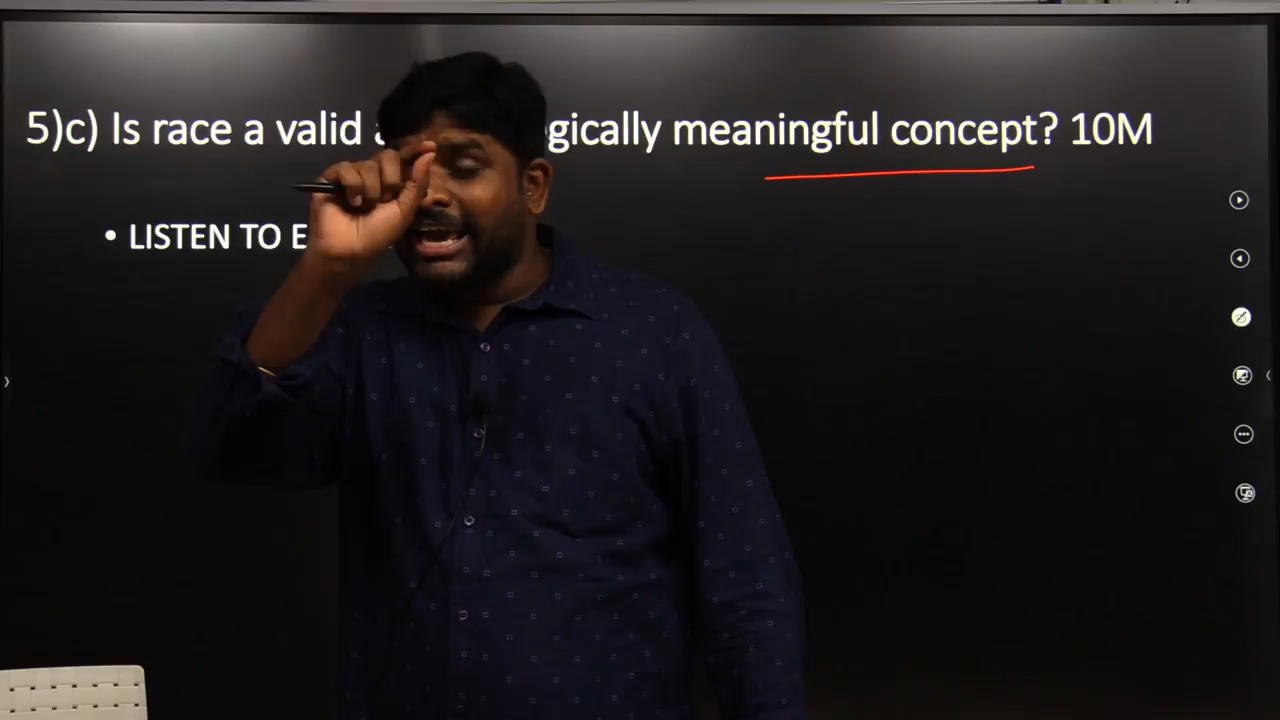 5)c) Is race a valid meaningful concept? 10M
• LISTEN TO